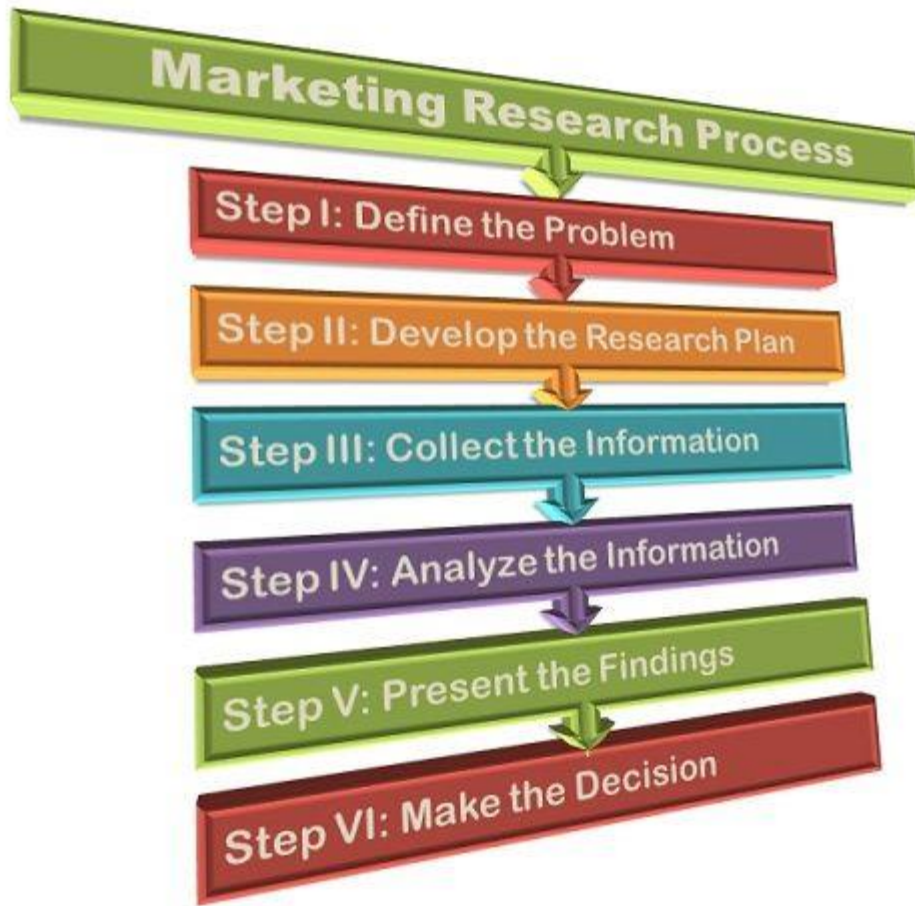 Marketing Research Process
Step I: Define the Problem
Step II: Develop the Research Plan
Step III: Collect the Information
Step IV: Analyze the Information
Step V: Present the Findings
Step VI: Make the Decision